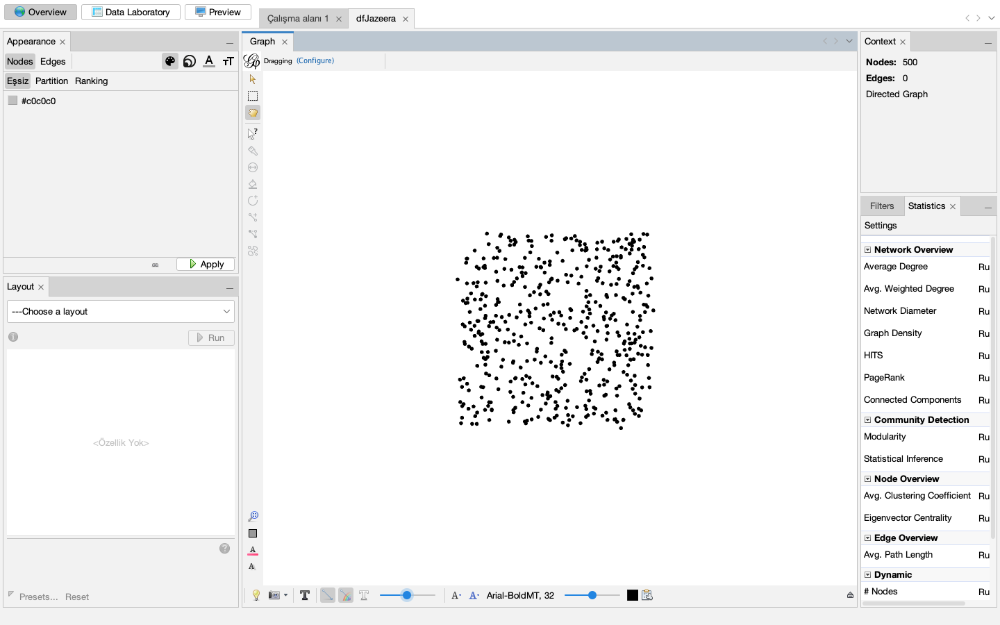 Overview
Data Laboratory
Preview
Çalışma alanı 1
dfJazeera
Appearance
Nodes
Edges
A
TT
Eşsiz
Partition
Ranking
#c0c0c0
Apply
Layout
---Choose a layout
Run
<Özellik Yok>
Presets...
Reset
Graph
Dragging (Configure)
T
T
A
A
Arial-BoldMT, 32
A
A
Context
Nodes: 500
Edges: 0
Directed Graph
Filters
Statistics
Settings
Network Overview
Average Degree Ru
Avg. Weighted Degree Ru
Network Diameter Ru
Graph Density Ru
HITS Ru
PageRank Ru
Connected Components Ru
Community Detection
Modularity Ru
Statistical Inference Ru
Node Overview
Avg. Clustering Coefficient Ru
Eigenvector Centrality Ru
Edge Overview
Avg. Path Length Ru
Dynamic
# Nodes Ru